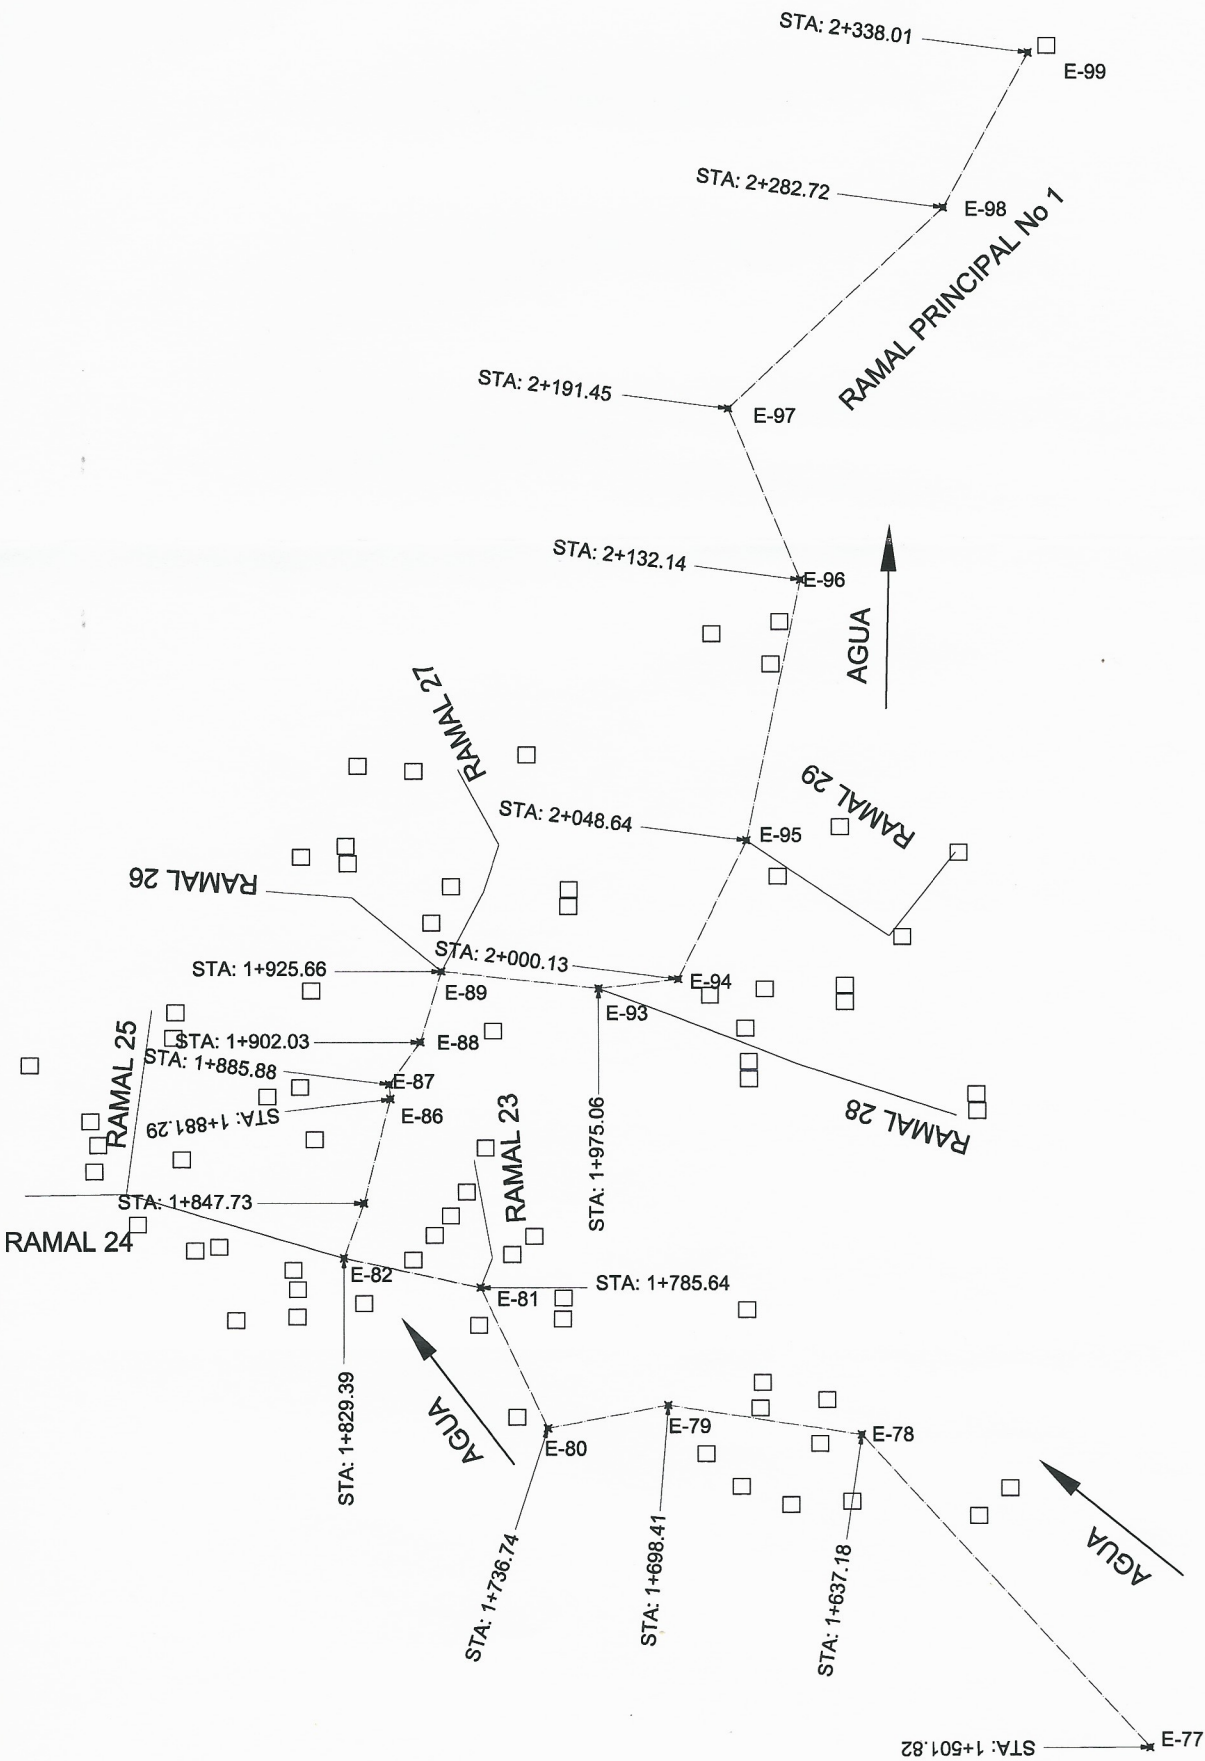 STA: 2+338.01
E-99
STA: 2+282.72
E-98
RAMAL PRINCIPAL No 1
STA: 2+191.45
E-97
STA: 2+132.14
E-96
AGUA
RAMAL 27
RAMAL 29
STA: 2+048.64
E-95
RAMAL 26
STA: 2+000.13
E-94
STA: 1+925.66
E-89
E-93
RAMAL 25
STA: 1+902.03
E-88
STA: 1+885.88
E-87
STA: 1+881.29
E-86
RAMAL 23
STA: 1+975.06
RAMAL 28
STA: 1+847.73
RAMAL 24
E-82
E-81
STA: 1+785.64
STA: 1+829.39
AGUA
E-80
E-79
E-78
STA: 1+736.74
STA: 1+698.41
STA: 1+637.18
AGUA
STA: 1+501.82
E-77